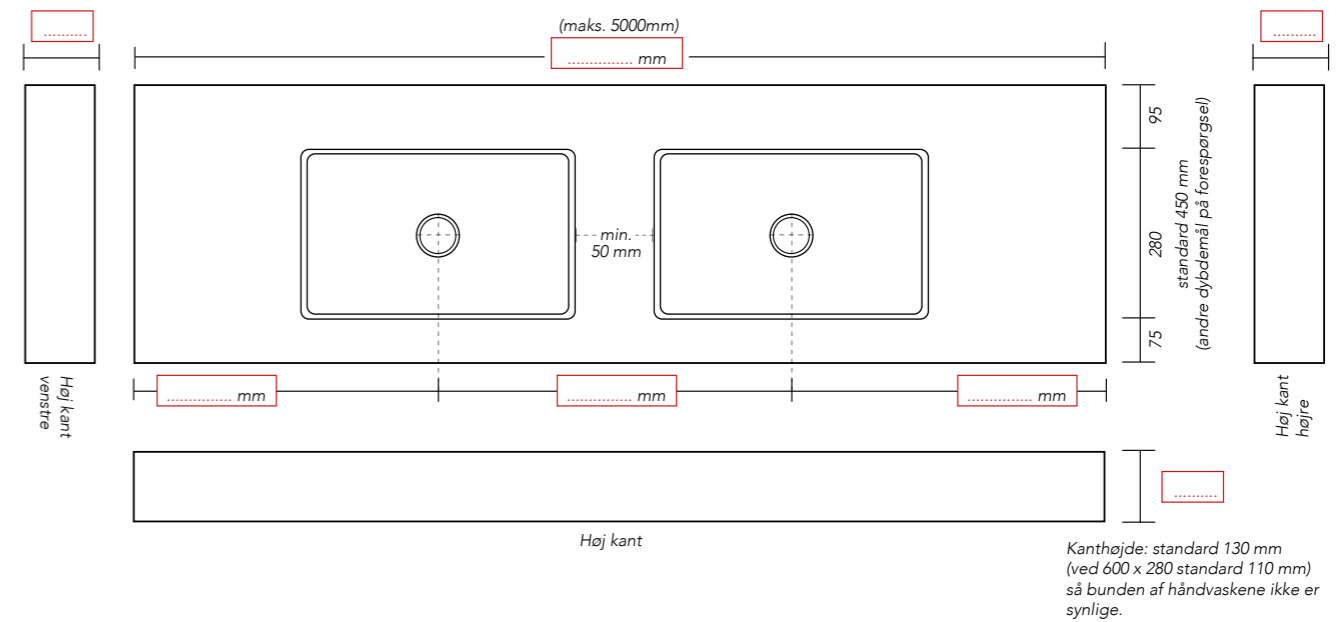 ..........
(maks. 5000mm)
............... mm
..........
95
280
75
standard 450 mm
(andre dybdemål på forespørgsel)
min.
50 mm
Høj kant
venstre
.............. mm
.............. mm
.............. mm
Høj kant
højre
..........
Høj kant
Kanthøjde: standard 130 mm
(ved 600 x 280 standard 110 mm)
så bunden af håndvaskene ikke er
synlige.